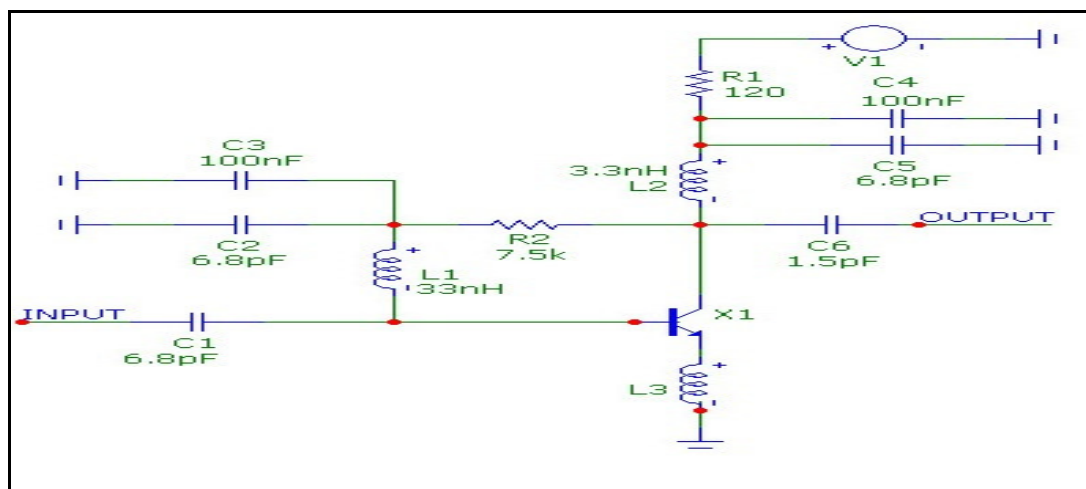 V1
R1
120
C4
100nF
C3
100nF
3.3nH
L2
C5
6.8pF
C2
6.8pF
R2
7.5k
OUTPUT
C6
1.5pF
L1
33nH
INPUT
C1
6.8pF
X1
L3